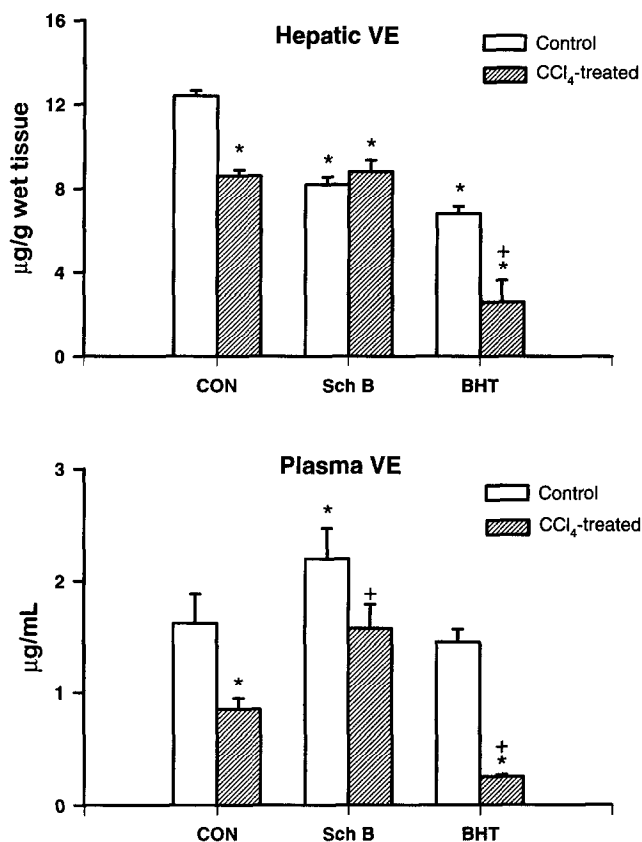 Hepatic VE
Control
CCl₄-treated
µg/g wet tissue
16
12
8
4
0
*
*
*
*
+
*
CON
Sch B
BHT
Plasma VE
Control
CCl₄-treated
µg/mL
3
2
1
0
*
*
+
+
*
CON
Sch B
BHT